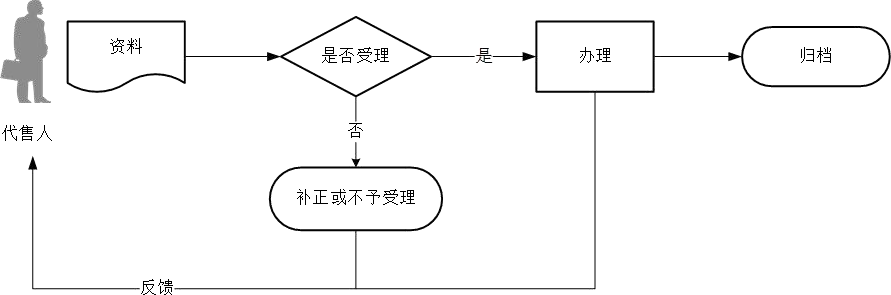 资料
是否受理
是
办理
归档
代售人
否
补正或不予受理
反馈